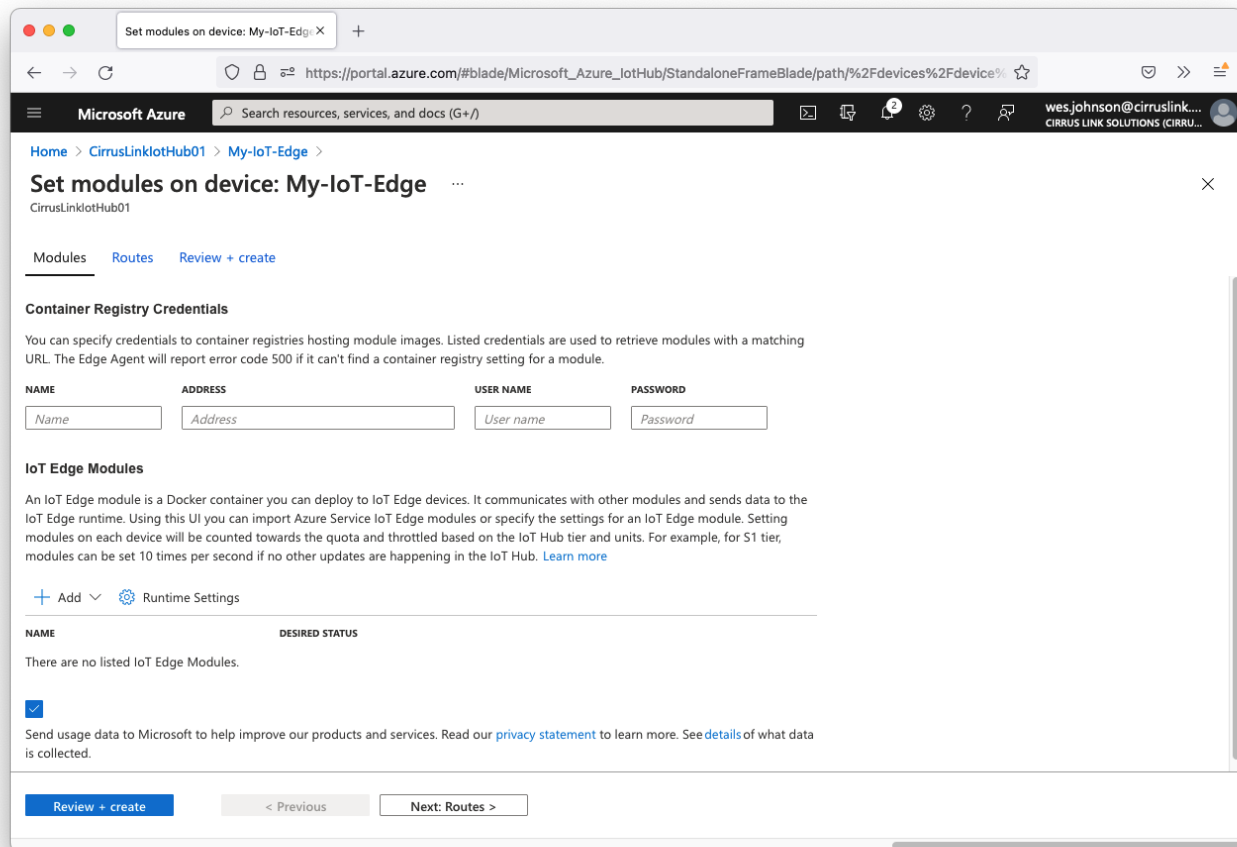 Set modules on device: My-IoT-Edge
https://portal.azure.com/#blade/Microsoft_Azure_IotHub/StandaloneFrameBlade/path/%2Fdevices%2Fdevice%
Microsoft Azure
Search resources, services, and docs (G+/)
2
wes.johnson@cirruslink....
CIRRUS LINK SOLUTIONS (CIRRU...
Home > CirrusLinkIotHub01 > My-IoT-Edge >
Set modules on device: My-IoT-Edge ...
CirrusLinkIotHub01
Modules Routes Review + create
Container Registry Credentials
You can specify credentials to container registries hosting module images. Listed credentials are used to retrieve modules with a matching
URL. The Edge Agent will report error code 500 if it can't find a container registry setting for a module.
NAME ADDRESS USER NAME PASSWORD
Name Address User name Password
IoT Edge Modules
An IoT Edge module is a Docker container you can deploy to IoT Edge devices. It communicates with other modules and sends data to the
IoT Edge runtime. Using this UI you can import Azure Service IoT Edge modules or specify the settings for an IoT Edge module. Setting
modules on each device will be counted towards the quota and throttled based on the IoT Hub tier and units. For example, for S1 tier,
modules can be set 10 times per second if no other updates are happening in the IoT Hub. Learn more
Add Runtime Settings
NAME DESIRED STATUS
There are no listed IoT Edge Modules.
Send usage data to Microsoft to help improve our products and services. Read our privacy statement to learn more. See details of what data
is collected.
Review + create < Previous Next: Routes >